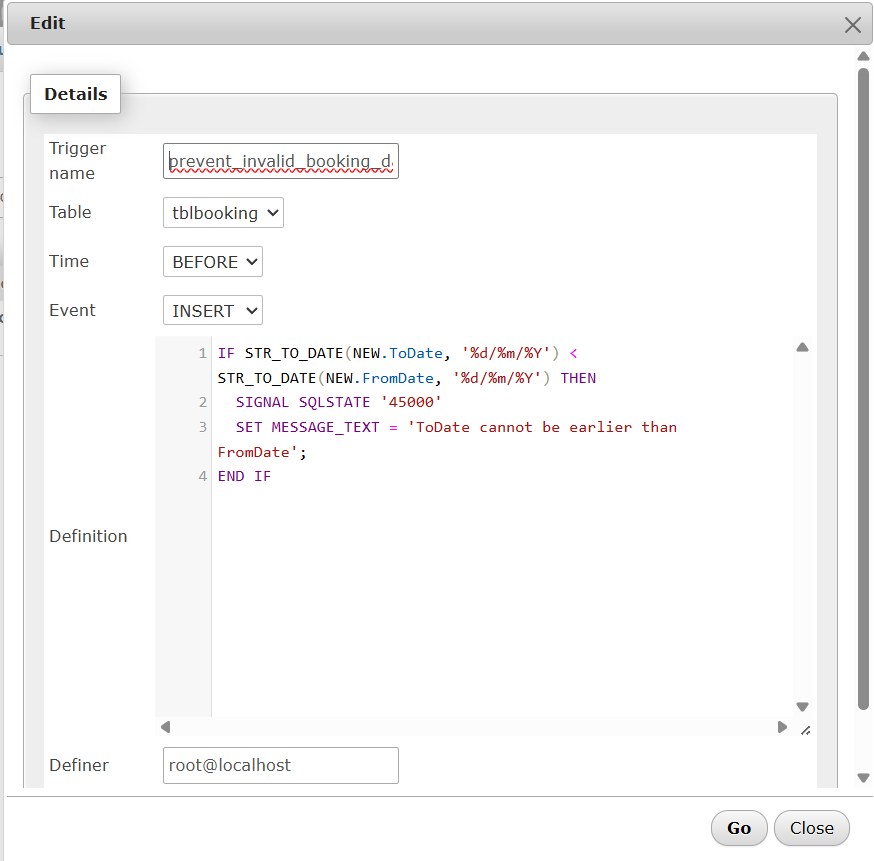 Edit
Details
Trigger
name
prevent_invalid_booking_d
Table
tblbooking
Time
BEFORE
Event
INSERT
1 IF STR_TO_DATE(NEW.ToDate, '%d/%m/%Y') <
STR_TO_DATE(NEW.FromDate, '%d/%m/%Y') THEN
2 SIGNAL SQLSTATE '45000'
3 SET MESSAGE_TEXT = 'ToDate cannot be earlier than
FromDate';
4 END IF
Definition
Definer
root@localhost
Go
Close